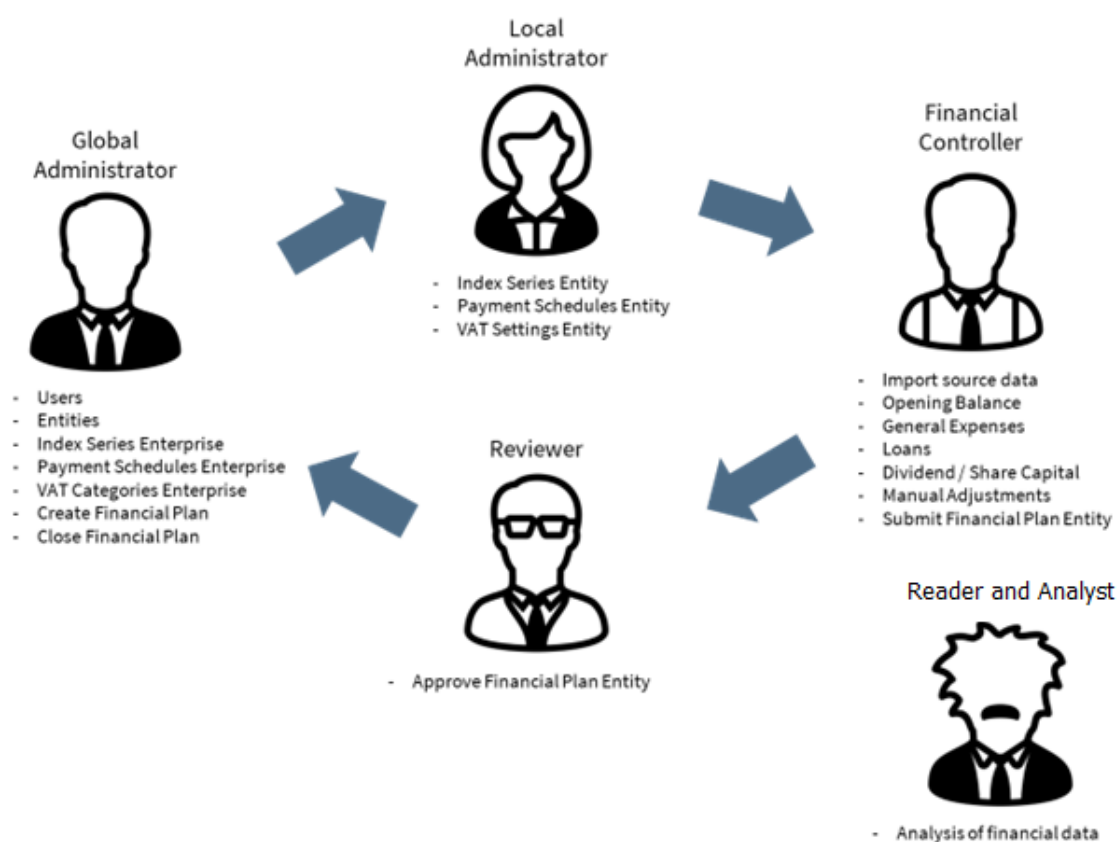 Local
Administrator
- Index Series Entity
- Payment Schedules Entity
- VAT Settings Entity
Global
Administrator
- Users
- Entities
- Index Series Enterprise
- Payment Schedules Enterprise
- VAT Categories Enterprise
- Create Financial Plan
- Close Financial Plan
Financial
Controller
- Import source data
- Opening Balance
- General Expenses
- Loans
- Dividend / Share Capital
- Manual Adjustments
- Submit Financial Plan Entity
Reviewer
- Approve Financial Plan Entity
Reader and Analyst
- Analysis of financial data